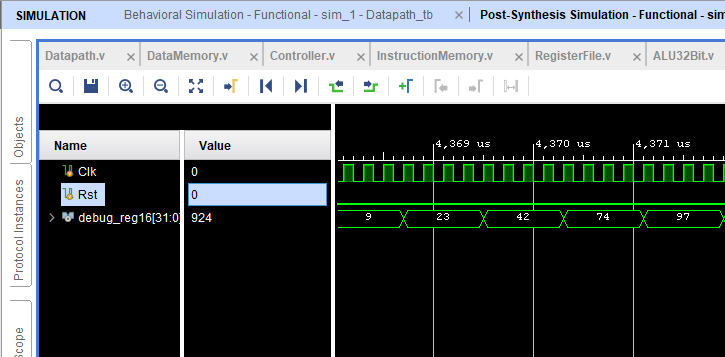 SIMULATION Behavioral Simulation - Functional - sim_1 - Datapath_tb × Post-Synthesis Simulation - Functional - sim
Datapath.v × DataMemory.v × Controller.v × InstructionMemory.v × RegisterFile.v × ALU32Bit.v
Objects
Protocol Instances
Scope
Name Value
4,369 us 4,370 us 4,371 us
Clk 0
Rst 0
debug_reg16[31:0] 924 9 23 42 74 97